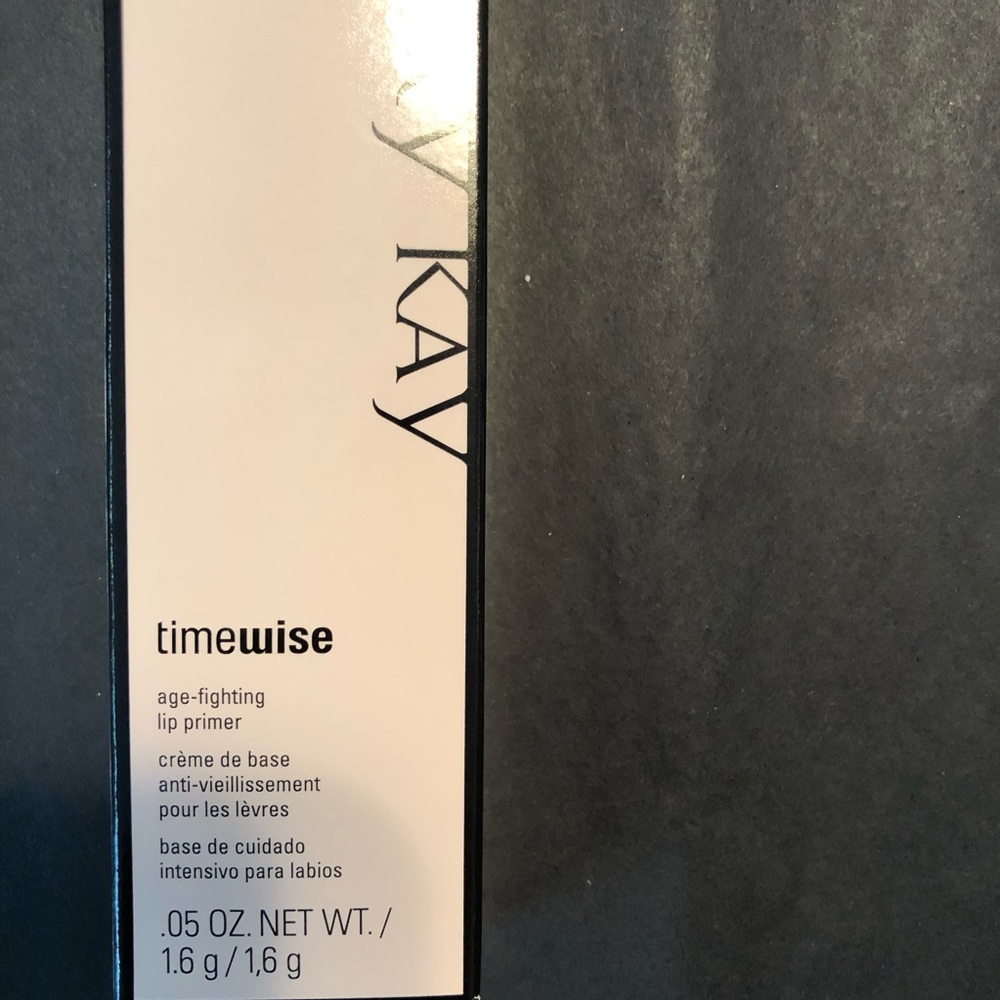 KAY
timewise
age-fighting
lip primer
crème de base
anti-vieillissement
pour les lèvres
base de cuidado
intensivo para labios
.05 OZ. NET WT. /
1.6 g / 1,6 g